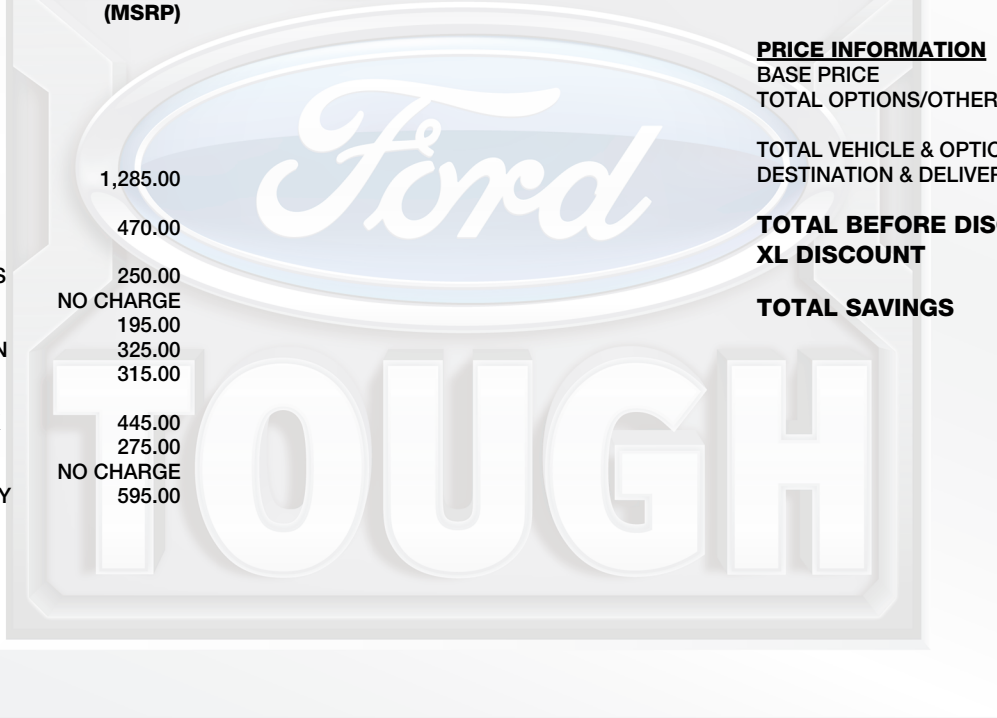 (MSRP)
1,285.00
470.00
S 250.00
NO CHARGE
195.00
N 325.00
315.00
445.00
275.00
NO CHARGE
Y 595.00
PRICE INFORMATION
BASE PRICE
TOTAL OPTIONS/OTHER
TOTAL VEHICLE & OPTIO
DESTINATION & DELIVER
TOTAL BEFORE DISC
XL DISCOUNT
TOTAL SAVINGS
Ford
TOUGH